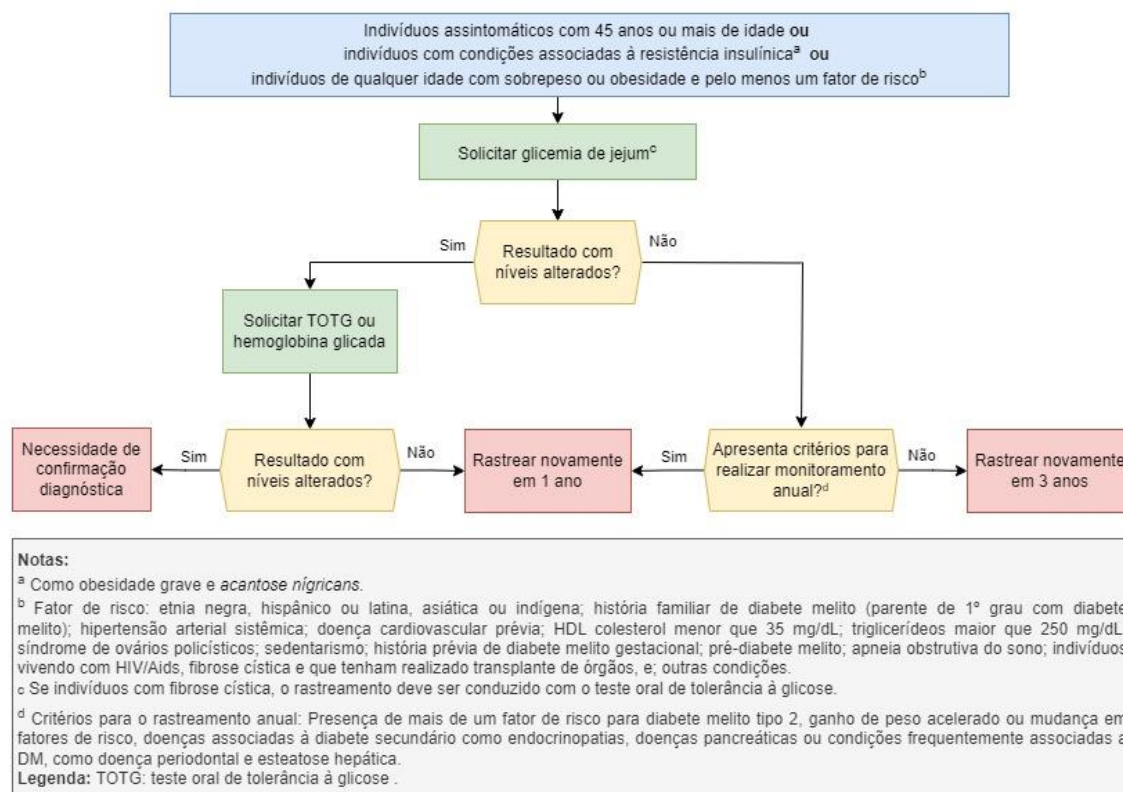 Indivíduos assintomáticos com 45 anos ou mais de idade ou
indivíduos com condições associadas à resistência insulínicaª ou
indivíduos de qualquer idade com sobrepeso ou obesidade e pelo menos um fator de riscoᵇ
Solicitar glicemia de jejumᶜ
Sim
Resultado com
níveis alterados?
Não
Solicitar TOTG ou
hemoglobina glicada
Necessidade de
confirmação
diagnóstica
Sim
Resultado com
níveis alterados?
Não
Rastrear novamente
em 1 ano
Sim
Apresenta critérios para
realizar monitoramento
anual?ᵈ
Não
Rastrear novamente
em 3 anos
Notas:
ª Como obesidade grave e acantose nígricans.
ᵇ Fator de risco: etnia negra, hispânico ou latina, asiática ou indígena; história familiar de diabete melito (parente de 1º grau com diabete
melito); hipertensão arterial sistêmica; doença cardiovascular prévia; HDL colesterol menor que 35 mg/dL; triglicerídeos maior que 250 mg/dL
síndrome de ovários policísticos; sedentarismo; história prévia de diabete melito gestacional; pré-diabete melito; apneia obstrutiva do sono; indivíduos
vivendo com HIV/Aids, fibrose cística e que tenham realizado transplante de órgãos, e; outras condições.
c Se indivíduos com fibrose cística, o rastreamento deve ser conduzido com o teste oral de tolerância à glicose.
ᵈ Critérios para o rastreamento anual: Presença de mais de um fator de risco para diabete melito tipo 2, ganho de peso acelerado ou mudança em
fatores de risco, doenças associadas à diabete secundário como endocrinopatias, doenças pancreáticas ou condições frequentemente associadas a
DM, como doença periodontal e esteatose hepática.
Legenda: TOTG: teste oral de tolerância à glicose .